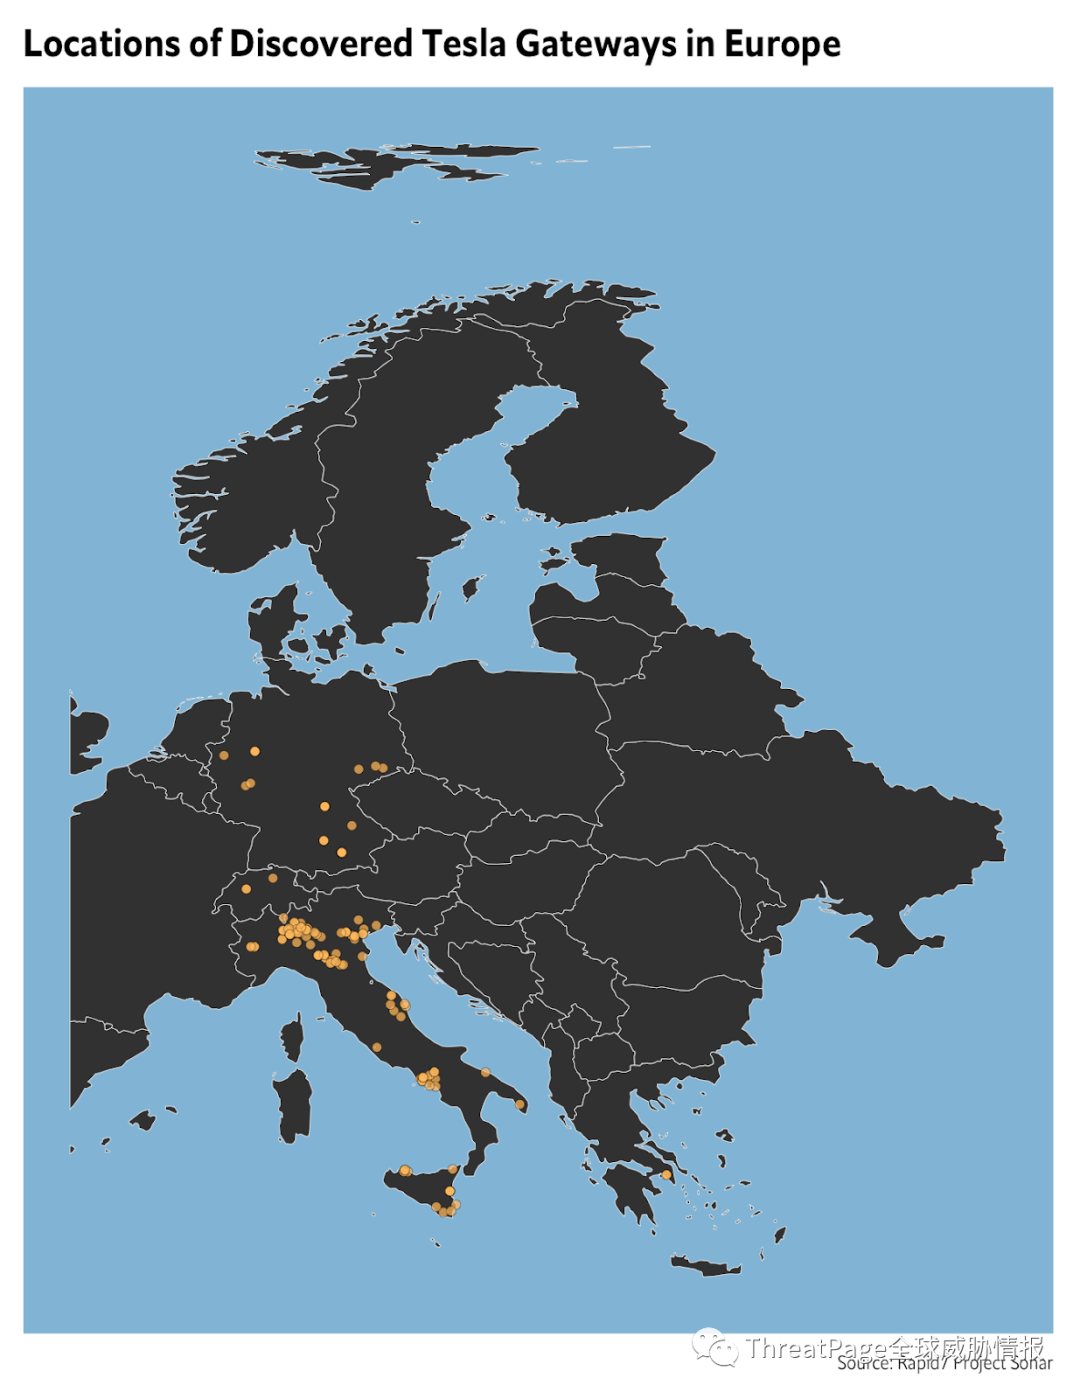 Locations of Discovered Tesla Gateways in Europe
ThreatPage全球威胁情报
Source: Rapid7 Project Sonar